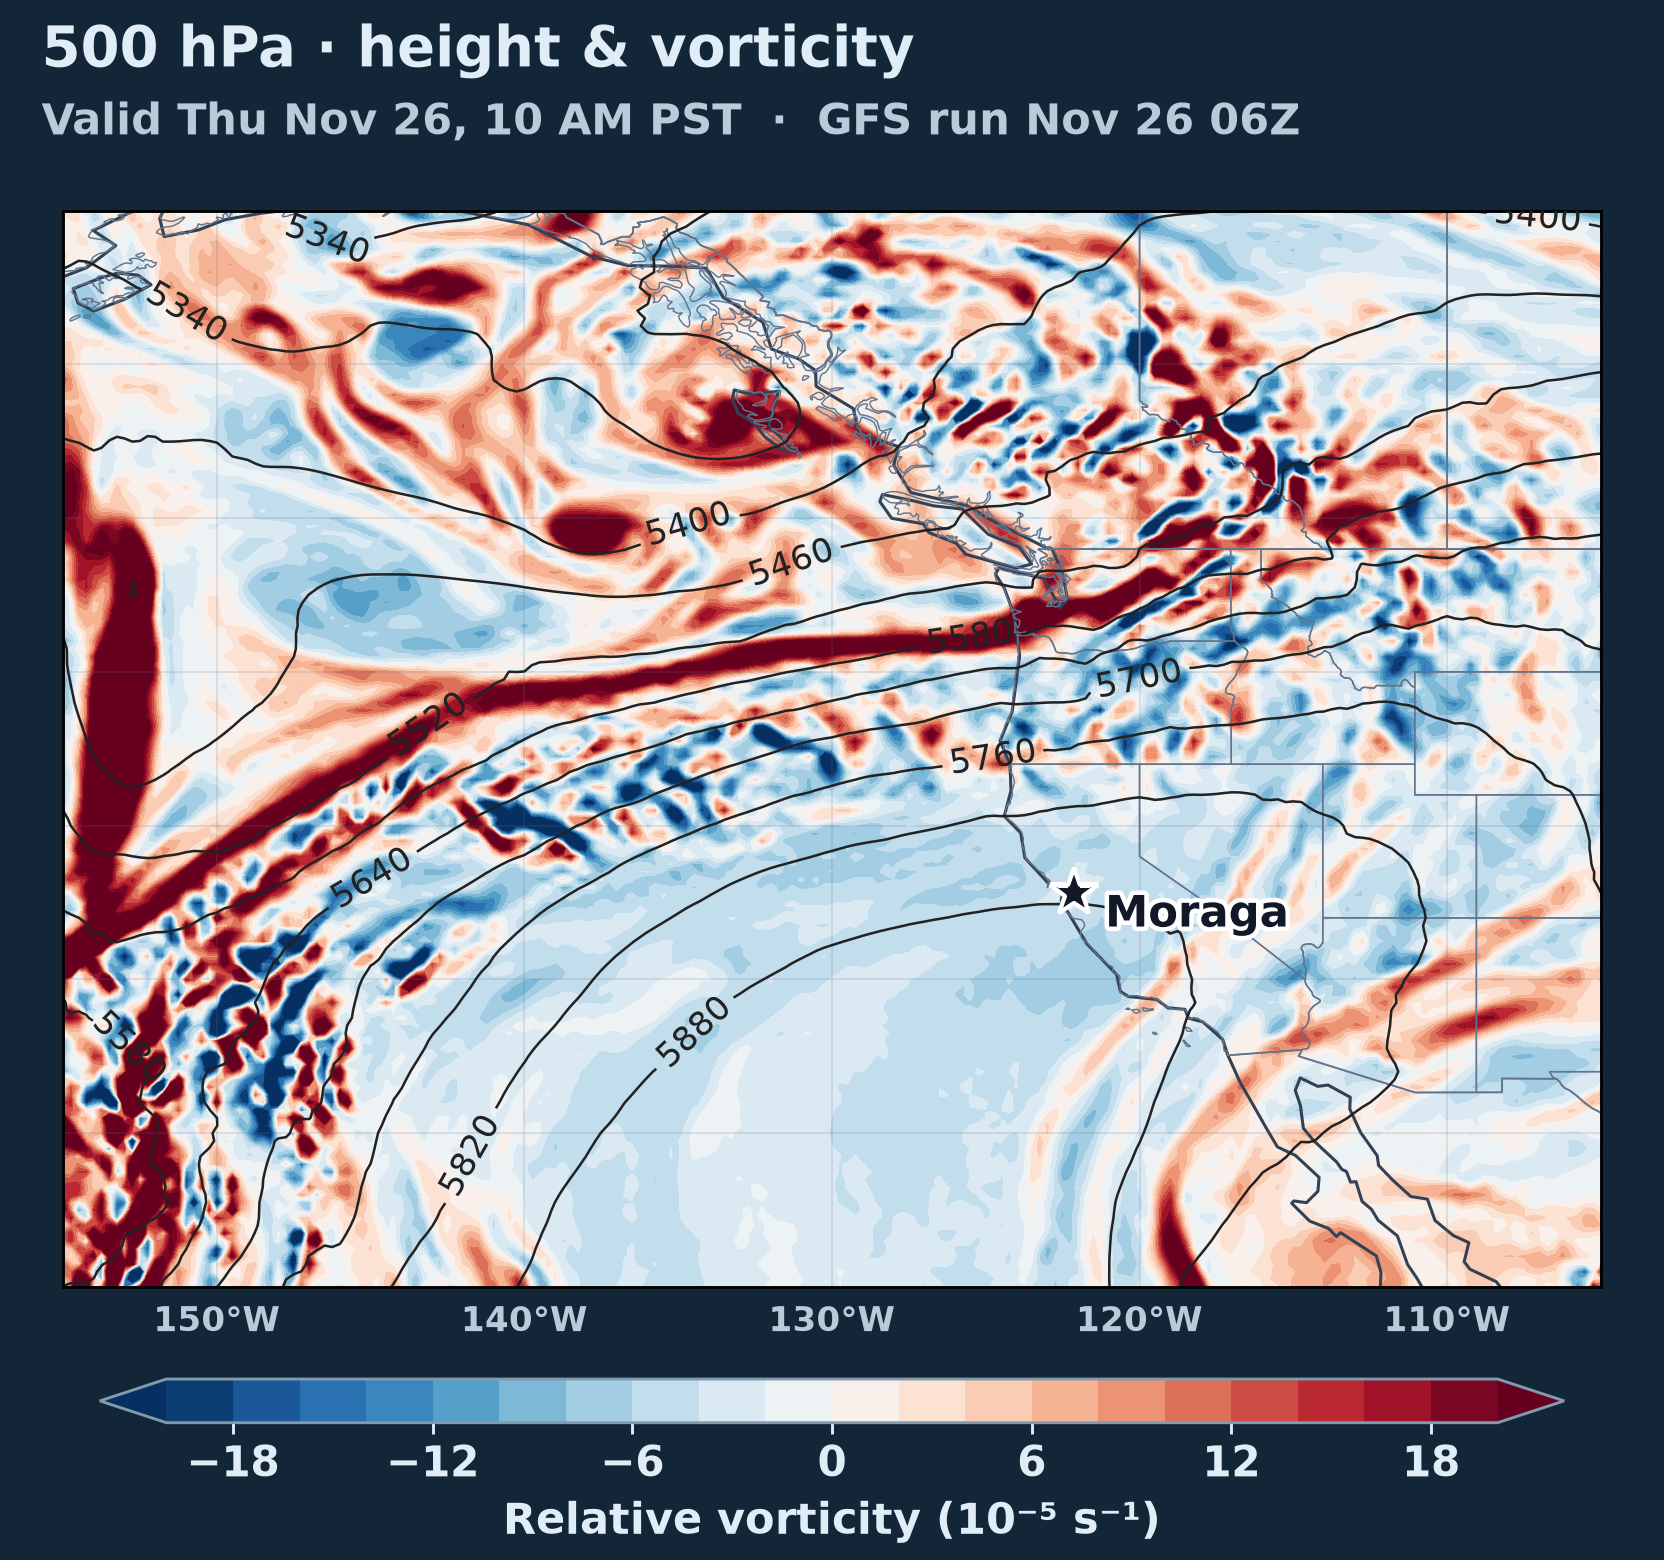 500 hPa · height & vorticity
Valid Thu Nov 26, 10 AM PST · GFS run Nov 26 06Z
5400
5340
5340
5400
5460
5580
5700
5520
5760
5640
Moraga
5880
5580
5820
150°W 140°W 130°W 120°W 110°W
−18 −12 −6 0 6 12 18
Relative vorticity (10⁻⁵ s⁻¹)